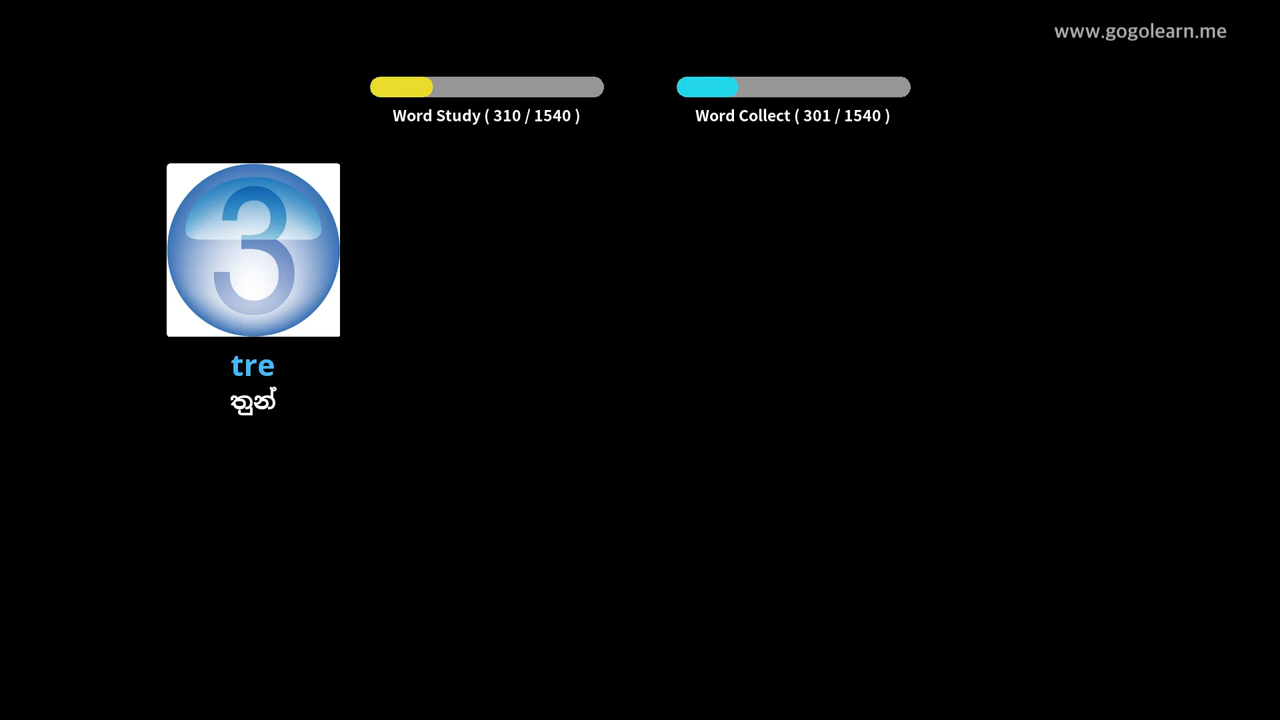 www.gogolearn.me
Word Study ( 310 / 1540 )
Word Collect ( 301 / 1540 )
3
tre
තුන්